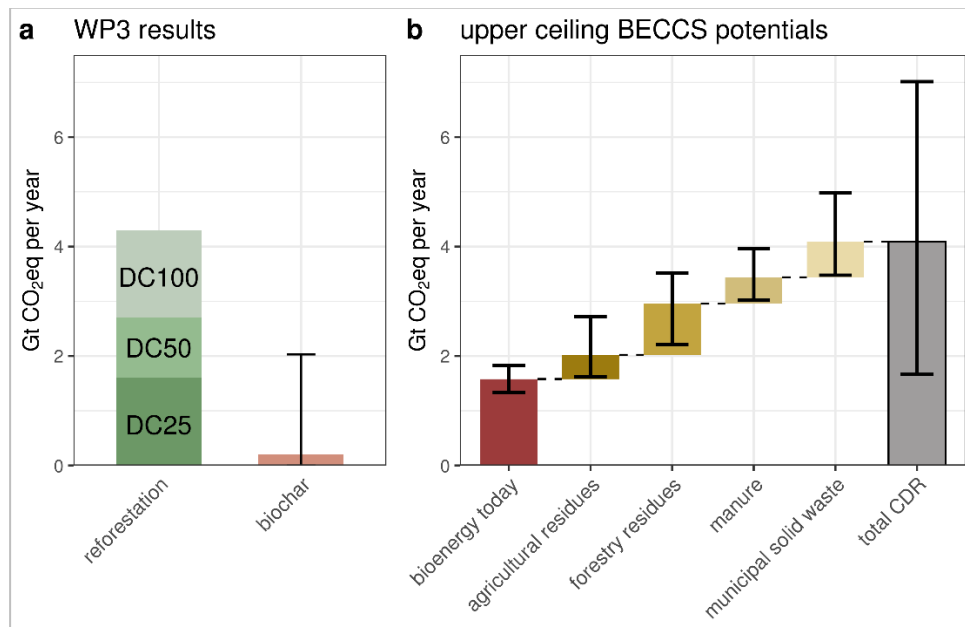 a WP3 results
Gt CO₂eq per year
6
4
2
0
DC100
DC50
DC25
reforestation
biochar
b upper ceiling BECCS potentials
Gt CO₂eq per year
6
4
2
0
bioenergy today
agricultural residues
forestry residues
manure
municipal solid waste
total CDR